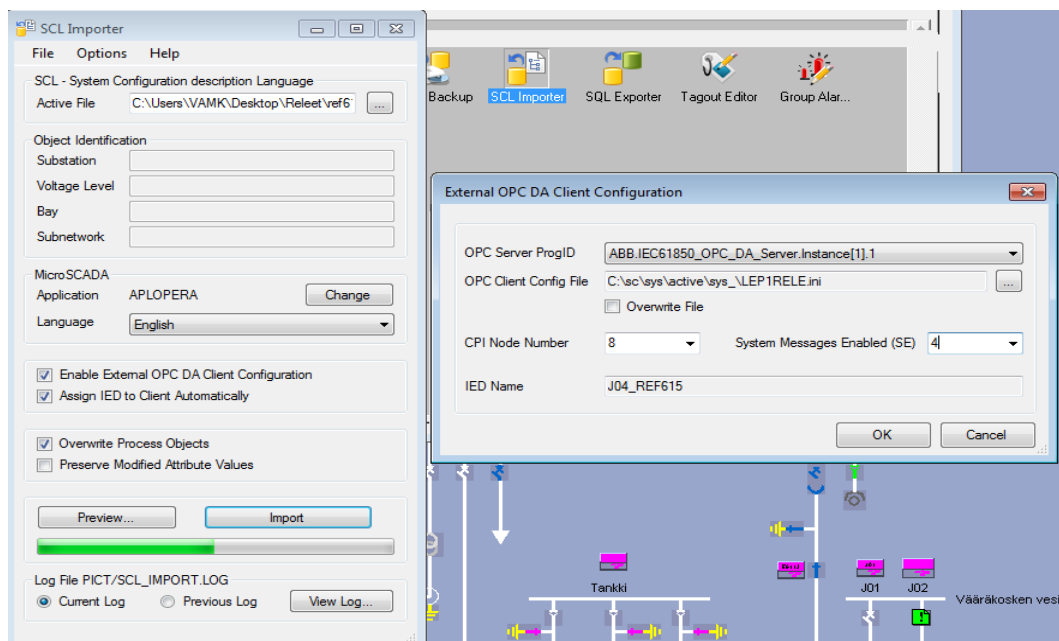 SCL Importer
File Options Help
SCL - System Configuration description Language
Active File C:\Users\VAMK\Desktop\Releet\ref6 ...
Object Identification
Substation
Voltage Level
Bay
Subnetwork
MicroSCADA
Application APLOPERA Change
Language English
Enable External OPC DA Client Configuration
Assign IED to Client Automatically
Overwrite Process Objects
Preserve Modified Attribute Values
Preview... Import
Log File PICT/SCL_IMPORT.LOG
Current Log Previous Log View Log...
Backup SCL Importer SQL Exporter Tagout Editor Group Alar...
External OPC DA Client Configuration
OPC Server ProgID ABB.IEC61850_OPC_DA_Server.Instance[1].1
OPC Client Config File C:\sc\sys\active\sys_\LEP1RELE.ini ...
Overwrite File
CPI Node Number 8 System Messages Enabled (SE) 4
IED Name J04_REF615
OK Cancel
Tankki
J01 J02
Vääräkosken vesi